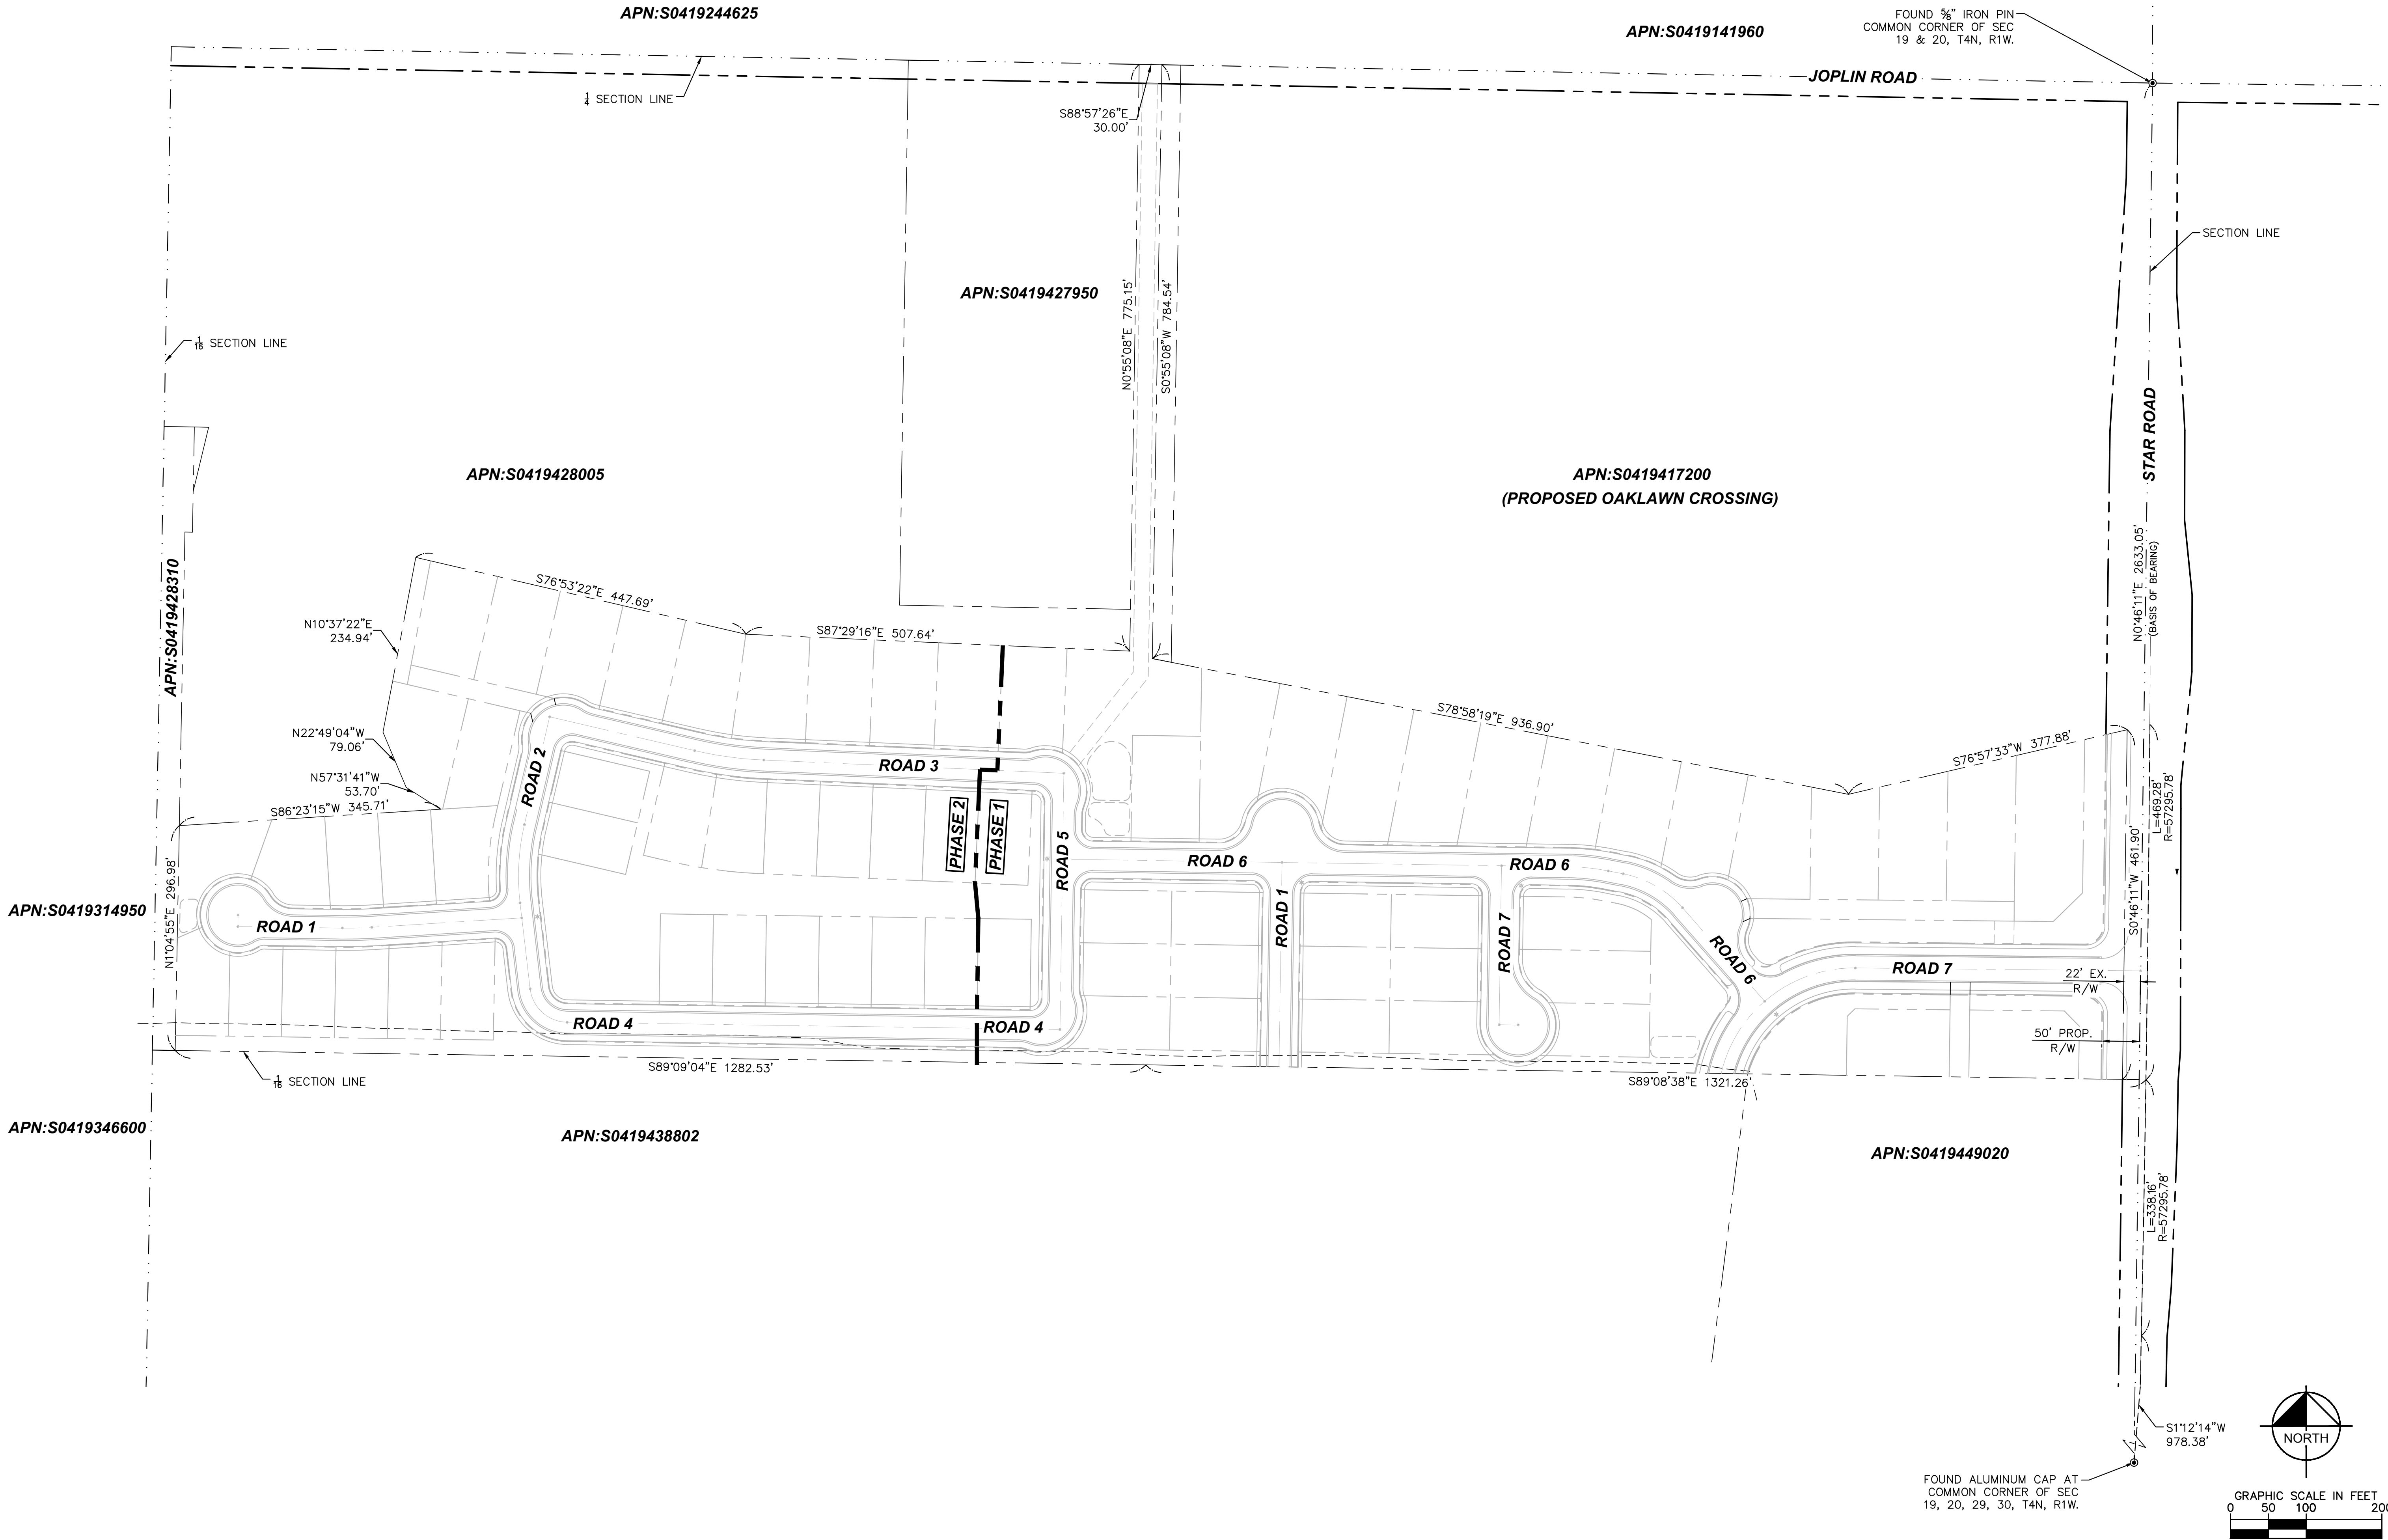 APN:S0419244625
APN:S0419141960
FOUND ⅝" IRON PIN
COMMON CORNER OF SEC
19 & 20, T4N, R1W.
JOPLIN ROAD
¼ SECTION LINE
S88°57'26"E
30.00'
SECTION LINE
APN:S0419427950
N0°55'08"E 775.15'
S0°55'08"W 784.54'
1/16 SECTION LINE
STAR ROAD
APN:S0419428005
APN:S0419417200
(PROPOSED OAKLAWN CROSSING)
N0°46'11"E 2633.05'
(BASIS OF BEARING)
APN:S0419428310
S76°53'22"E 447.69'
N10°37'22"E
234.94'
S87°29'16"E 507.64'
S78°58'19"E 936.90'
S76°57'33"W 377.88'
N22°49'04"W
79.06'
N57°31'41"W
53.70'
S86°23'15"W 345.71'
ROAD 2
ROAD 3
PHASE 2
PHASE 1
ROAD 5
ROAD 6
ROAD 6
L=469.28'
R=57295.78'
S0°46'11"W 461.90'
APN:S0419314950
N1°04'55"E 296.98'
ROAD 1
ROAD 1
ROAD 7
ROAD 6
ROAD 7
22' EX.
R/W
ROAD 4
ROAD 4
50' PROP.
R/W
1/16 SECTION LINE
S89°09'04"E 1282.53'
S89°08'38"E 1321.26'
APN:S0419346600
APN:S0419438802
APN:S0419449020
L=338.16'
R=57295.78'
S1°12'14"W
978.38'
NORTH
FOUND ALUMINUM CAP AT
COMMON CORNER OF SEC
19, 20, 29, 30, T4N, R1W.
GRAPHIC SCALE IN FEET
0 50 100 200